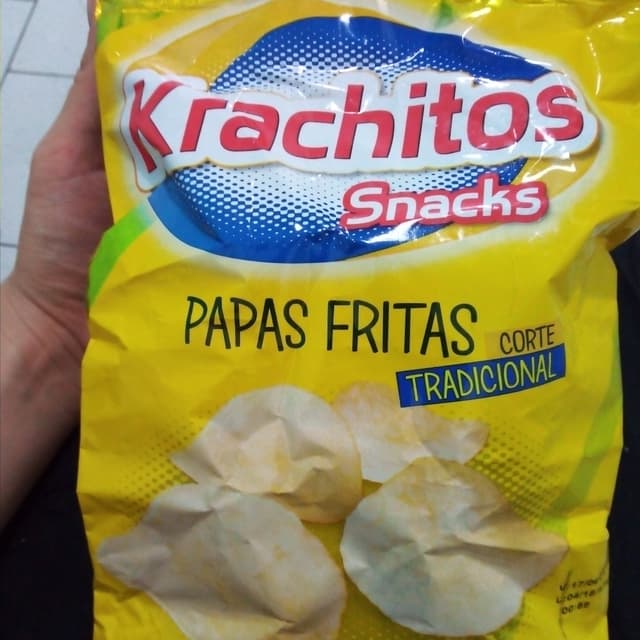 Krachitos
Snacks
PAPAS FRITAS
CORTE
TRADICIONAL